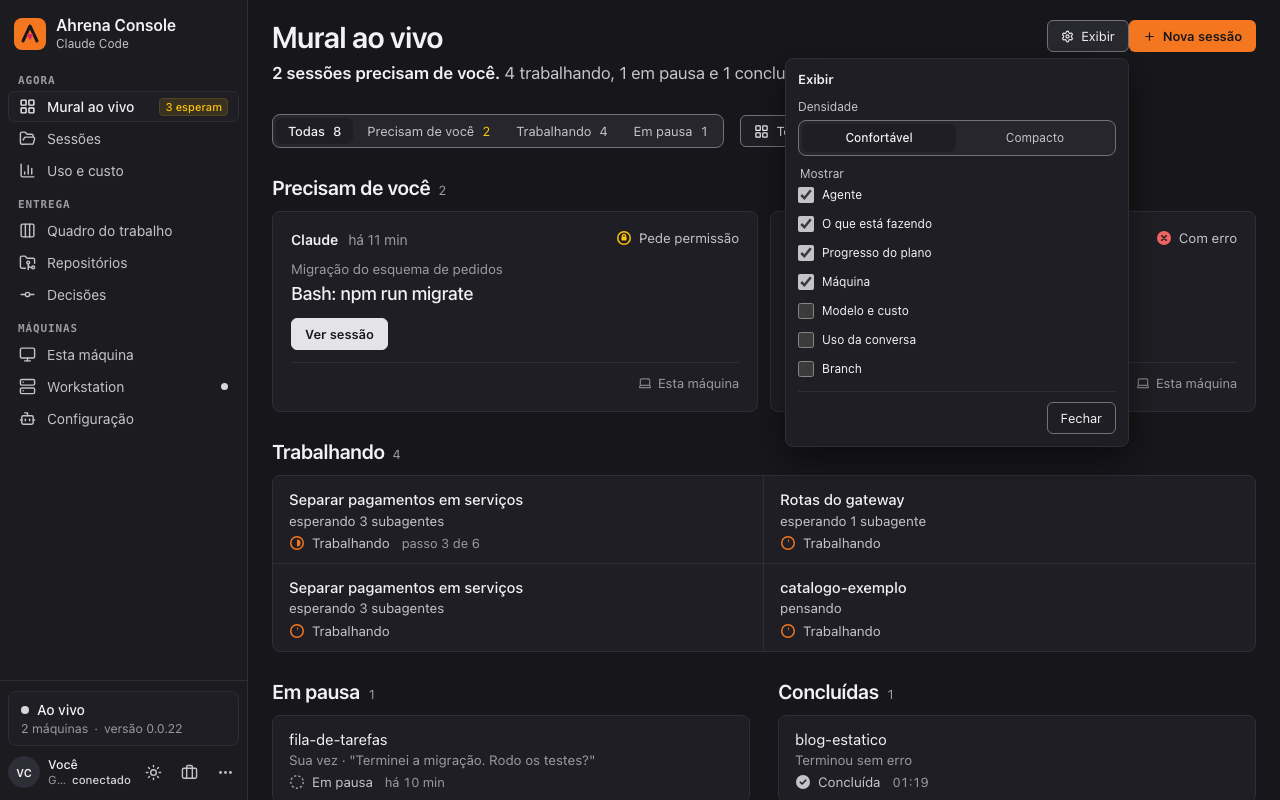 Ahrena Console
Claude Code
AGORA
Mural ao vivo
3 esperam
Sessões
Uso e custo
ENTREGA
Quadro do trabalho
Repositórios
Decisões
MÁQUINAS
Esta máquina
Workstation
Configuração
Ao vivo
2 máquinas · versão 0.0.22
VC
Você
G... conectado
Mural ao vivo
Exibir
+ Nova sessão
2 sessões precisam de você. 4 trabalhando, 1 em pausa e 1 conclu
Todas 8
Precisam de você 2
Trabalhando 4
Em pausa 1
Exibir
Densidade
Confortável
Compacto
Mostrar
Agente
O que está fazendo
Progresso do plano
Máquina
Modelo e custo
Uso da conversa
Branch
Fechar
Precisam de você 2
Claude há 11 min
Pede permissão
Migração do esquema de pedidos
Bash: npm run migrate
Ver sessão
Esta máquina
Com erro
Esta máquina
Trabalhando 4
Separar pagamentos em serviços
esperando 3 subagentes
Trabalhando passo 3 de 6
Rotas do gateway
esperando 1 subagente
Trabalhando
Separar pagamentos em serviços
esperando 3 subagentes
Trabalhando
catalogo-exemplo
pensando
Trabalhando
Em pausa 1
fila-de-tarefas
Sua vez · "Terminei a migração. Rodo os testes?"
Em pausa há 10 min
Concluídas 1
blog-estatico
Terminou sem erro
Concluída 01:19